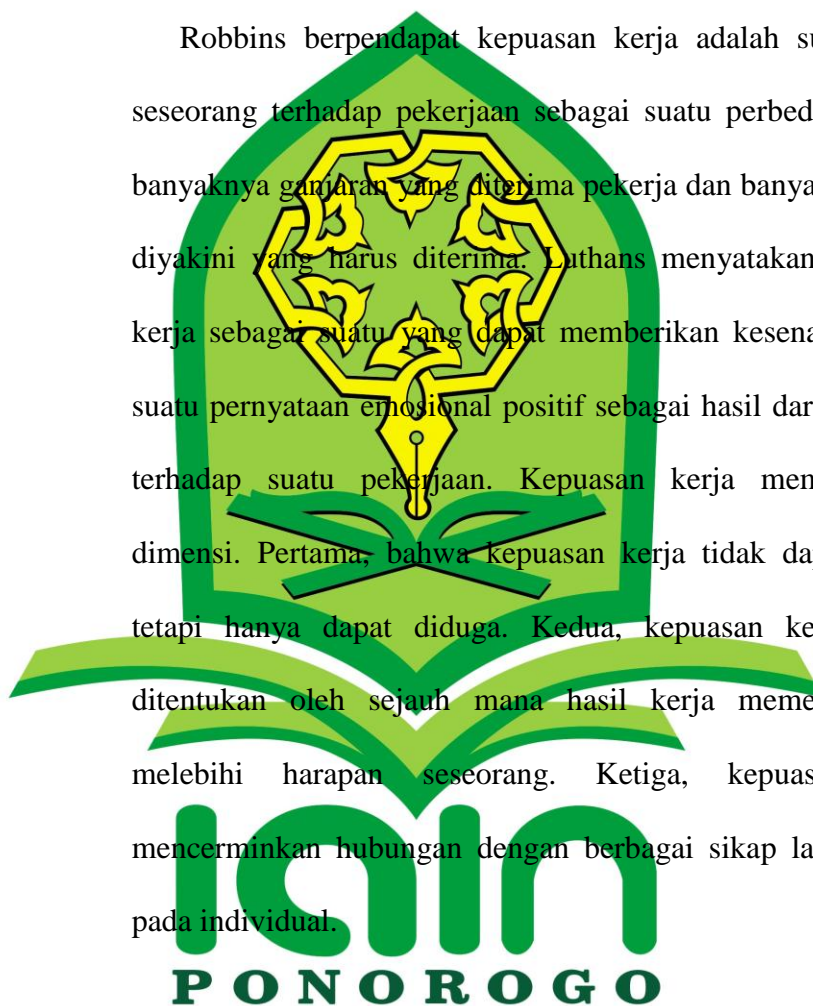 Robbins berpendapat kepuasan kerja adalah su
seseorang terhadap pekerjaan sebagai suatu perbed
banyaknya ganjaran yang diterima pekerja dan banya
diyakini yang harus diterima. Luthans menyatakan
kerja sebagai suatu yang dapat memberikan kesena
suatu pernyataan emosional positif sebagai hasil dar
terhadap suatu pekerjaan. Kepuasan kerja men
dimensi. Pertama, bahwa kepuasan kerja tidak da
tetapi hanya dapat diduga. Kedua, kepuasan ke
ditentukan oleh sejauh mana hasil kerja meme
melebihi harapan seseorang. Ketiga, kepuas
mencerminkan hubungan dengan berbagai sikap la
pada individual.
iain
PONOROGO